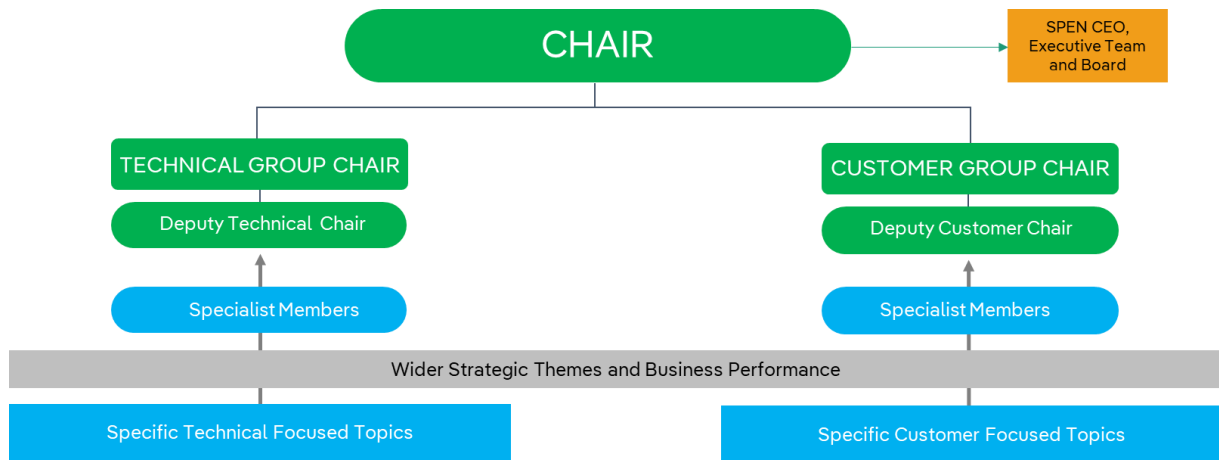 CHAIR
SPEN CEO,
Executive Team
and Board
TECHNICAL GROUP CHAIR
CUSTOMER GROUP CHAIR
Deputy Technical Chair
Deputy Customer Chair
Specialist Members
Specialist Members
Wider Strategic Themes and Business Performance
Specific Technical Focused Topics
Specific Customer Focused Topics